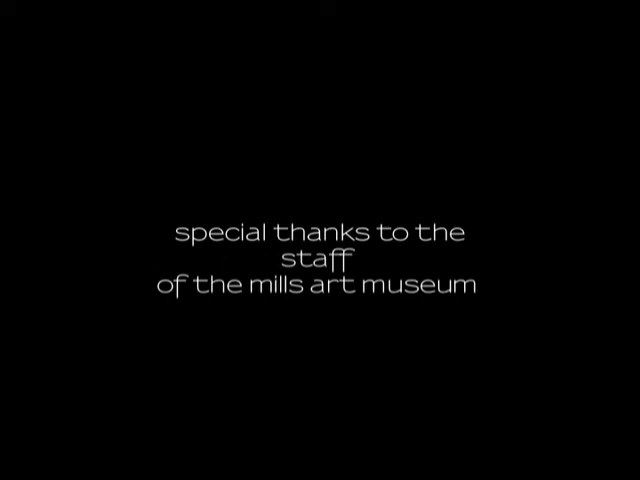 special thanks to the
staff
of the mills art museum